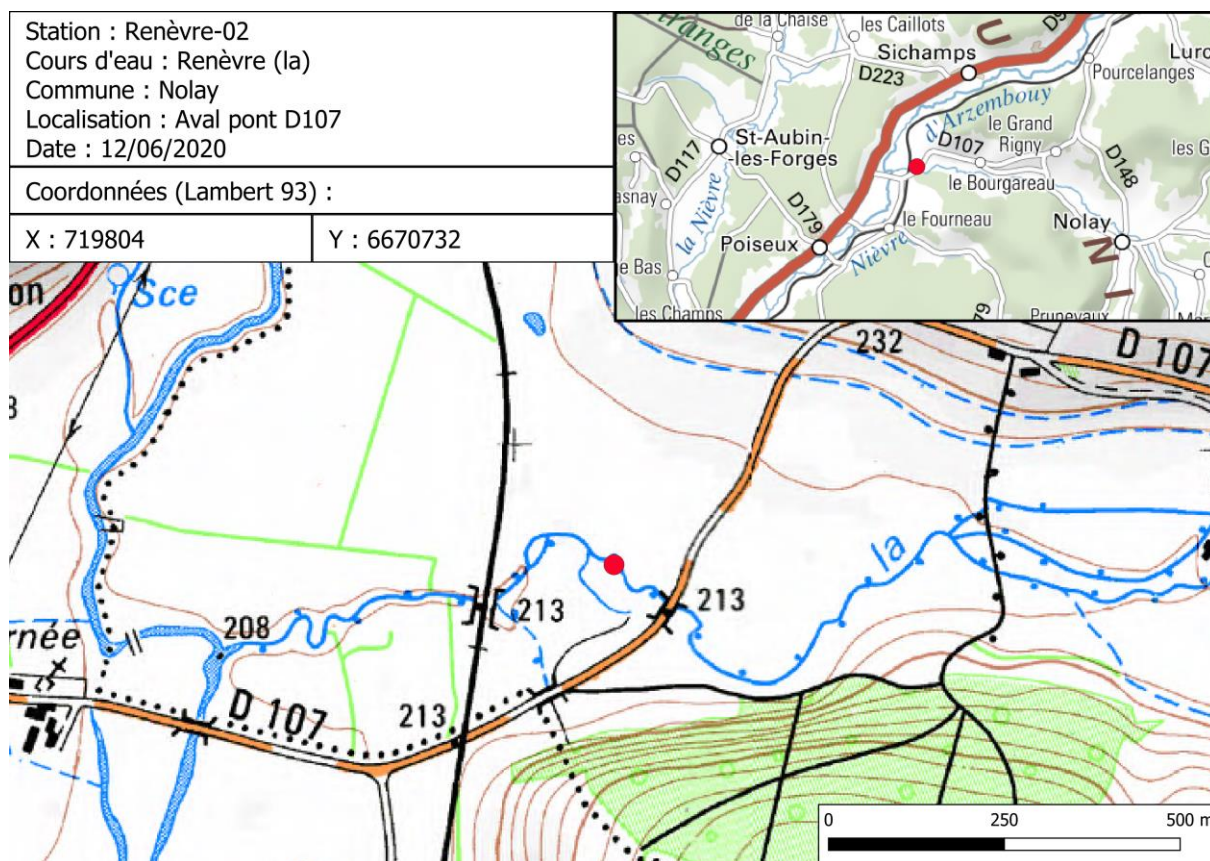 Station : Renèvre-02
Cours d'eau : Renèvre (la)
Commune : Nolay
Localisation : Aval pont D107
Date : 12/06/2020
Coordonnées (Lambert 93) :
X : 719804
Y : 6670732
de la Chaise
les Caillots
Sichamps
Pourcelanges
D223
d'Arzembouy
le Grand
Rigny
St-Aubin-
-les-Forges
D117
D107
D148
le Bourgareau
la Nièvre
D179
le Fourneau
Nolay
Poiseux
Nièvre
les Champs
Prunevaux
U
N
I
Sce
232
D 107
la
213
213
208
D 107
213
0
250
500 m